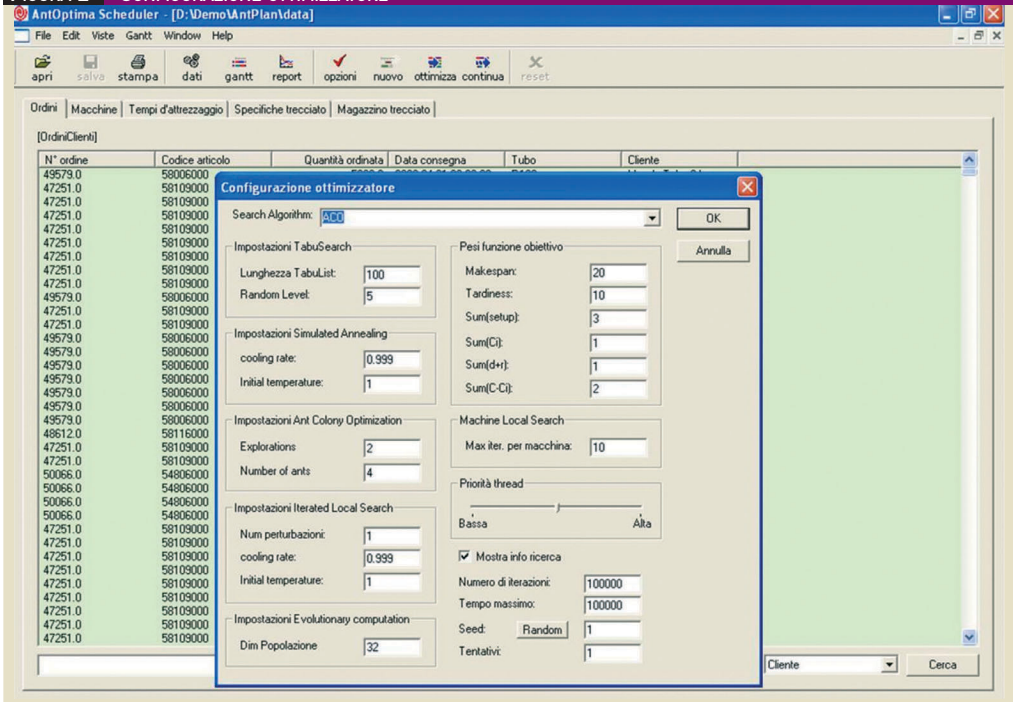 FIGURA 2 CONFIGURAZIONE OTTIMIZZATORE
AntOptima Scheduler - [D:\Demo\AntPlan\data]
File Edit Viste Gantt Window Help
apri salva stampa dati gantt report opzioni nuovo ottimizza continua reset
Ordini Macchine Tempi d'attrezzaggio Specifiche trecciato Magazzino trecciato
[OrdiniClienti]
N° ordine Codice articolo Quantità ordinata Data consegna Tubo Cliente
49579.0 58006000
47251.0 58109000
47251.0 58109000
47251.0 58109000
47251.0 58109000
47251.0 58109000
47251.0 58109000
47251.0 58109000
47251.0 58109000
49579.0 58006000
47251.0 58109000
47251.0 58109000
49579.0 58006000
49579.0 58006000
49579.0 58006000
49579.0 58006000
49579.0 58006000
49579.0 58006000
49579.0 58006000
48612.0 58116000
47251.0 58109000
47251.0 58109000
50066.0 54806000
50066.0 54806000
50066.0 54806000
50066.0 54806000
47251.0 58109000
47251.0 58109000
47251.0 58109000
47251.0 58109000
47251.0 58109000
47251.0 58109000
47251.0 58109000
47251.0 58109000
47251.0 58109000
Configurazione ottimizzatore
Search Algorithm: ACO
OK
Annulla
Impostazioni TabuSearch
Lunghezza TabuList: 100
Random Level: 5
Impostazioni Simulated Annealing
cooling rate: 0.999
Initial temperature: 1
Impostazioni Ant Colony Optimization
Explorations 2
Number of ants 4
Impostazioni Iterated Local Search
Num perturbazioni: 1
cooling rate: 0.999
Initial temperature: 1
Impostazioni Evolutionary computation
Dim Popolazione 32
Pesi funzione obiettivo
Makespan: 20
Tardiness: 10
Sum(setup): 3
Sum(Ci): 1
Sum(d+r): 1
Sum(C-Ci): 2
Machine Local Search
Max iter. per macchina: 10
Priorità thread
Bassa Alta
Mostra info ricerca
Numero di iterazioni: 100000
Tempo massimo: 100000
Seed: Random 1
Tentativi: 1
Cliente Cerca